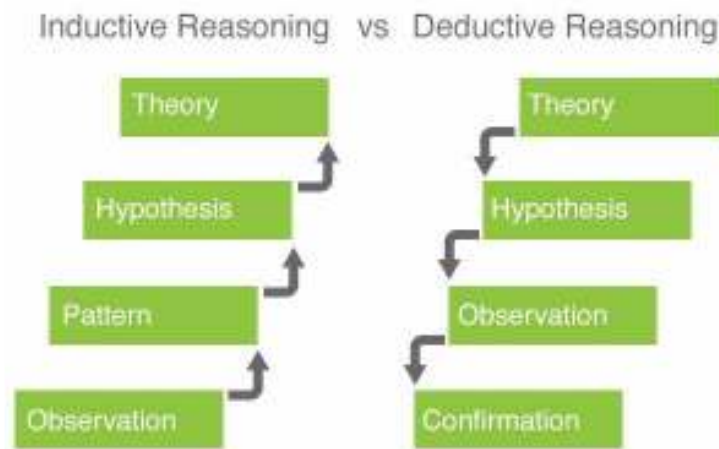 Inductive Reasoning vs Deductive Reasoning
Theory
Hypothesis
Pattern
Observation
Theory
Hypothesis
Observation
Confirmation